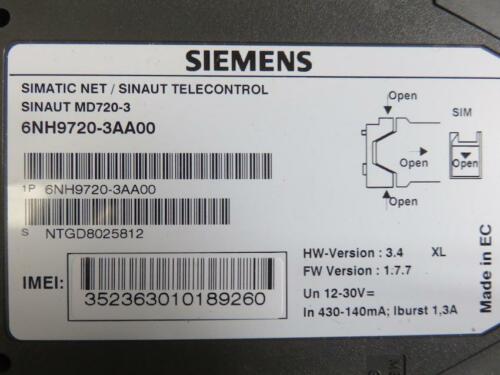 SIEMENS
SIMATIC NET / SINAUT TELECONTROL
SINAUT MD720-3
6NH9720-3AA00
1P 6NH9720-3AA00
S NTGD8025812
IMEI:
352363010189260
Open
SIM
Open
Open
Open
HW-Version : 3.4 XL
FW Version : 1.7.7
Un 12-30V=
In 430-140mA; Iburst 1,3A
Made in EC